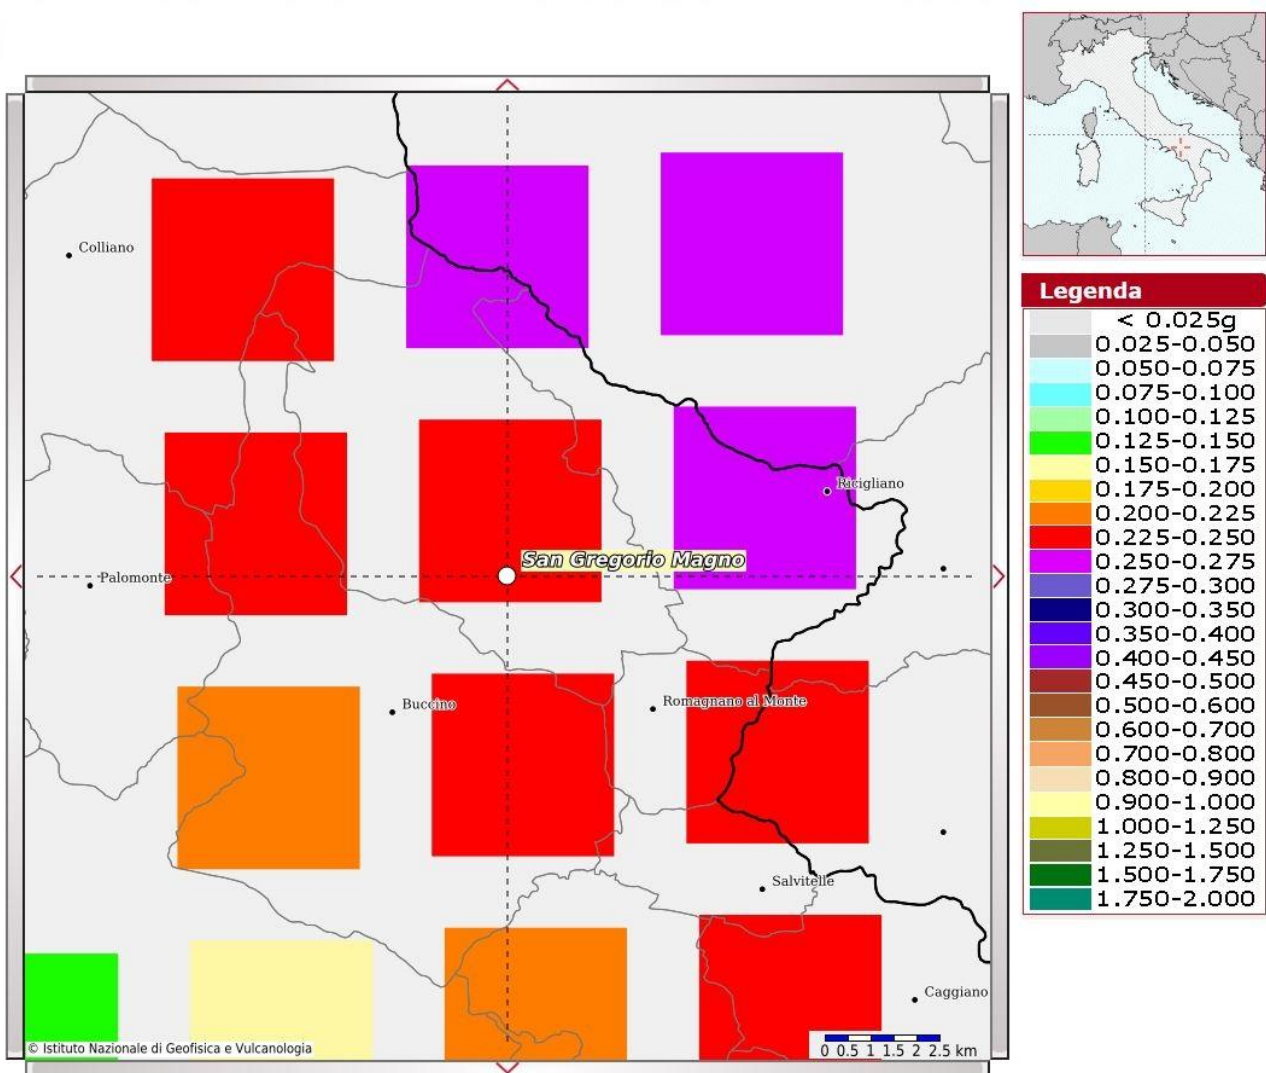 Colliano
Ricigliano
San Gregorio Magno
Palomonte
Buccino
Romagnano al Monte
Salvitelle
Caggiano
© Istituto Nazionale di Geofisica e Vulcanologia
0 0.5 1 1.5 2 2.5 km
Legenda
< 0.025g
0.025-0.050
0.050-0.075
0.075-0.100
0.100-0.125
0.125-0.150
0.150-0.175
0.175-0.200
0.200-0.225
0.225-0.250
0.250-0.275
0.275-0.300
0.300-0.350
0.350-0.400
0.400-0.450
0.450-0.500
0.500-0.600
0.600-0.700
0.700-0.800
0.800-0.900
0.900-1.000
1.000-1.250
1.250-1.500
1.500-1.750
1.750-2.000